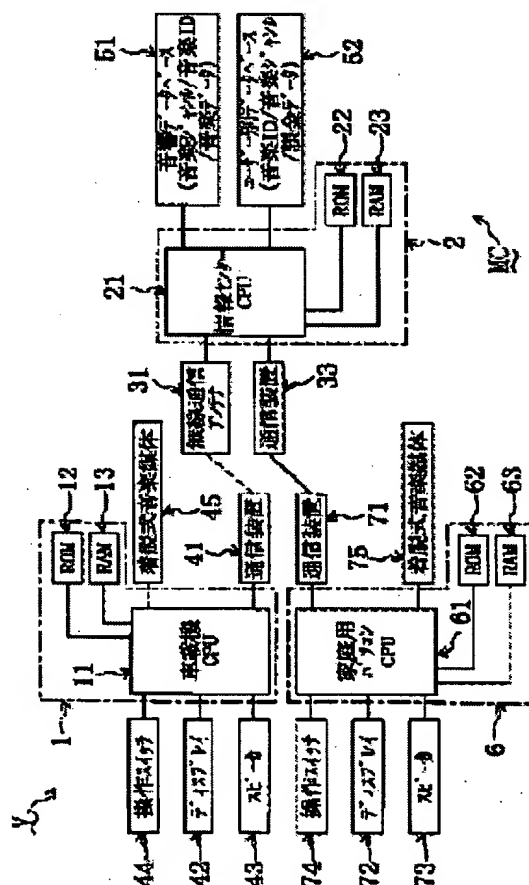 51
音響データベース
(音楽ジャンル/音楽ID
/音楽データ)
52
ユーザー別データベース
(音楽ID/音楽ジャンル
/課金データ)
21
情報センター
CPU
ROM
22
RAM
23
2
MC
31
無線通信
アンテナ
33
通信装置
12
ROM
13
RAM
45
着脱式音楽媒体
41
通信装置
11
車載機
CPU
1
44
操作スイッチ
42
ディスプレイ
43
スピーカ
71
通信装置
75
着脱式音楽媒体
62
ROM
63
RAM
61
家庭用
パソコン
CPU
6
74
操作スイッチ
72
ディスプレイ
73
スピーカ